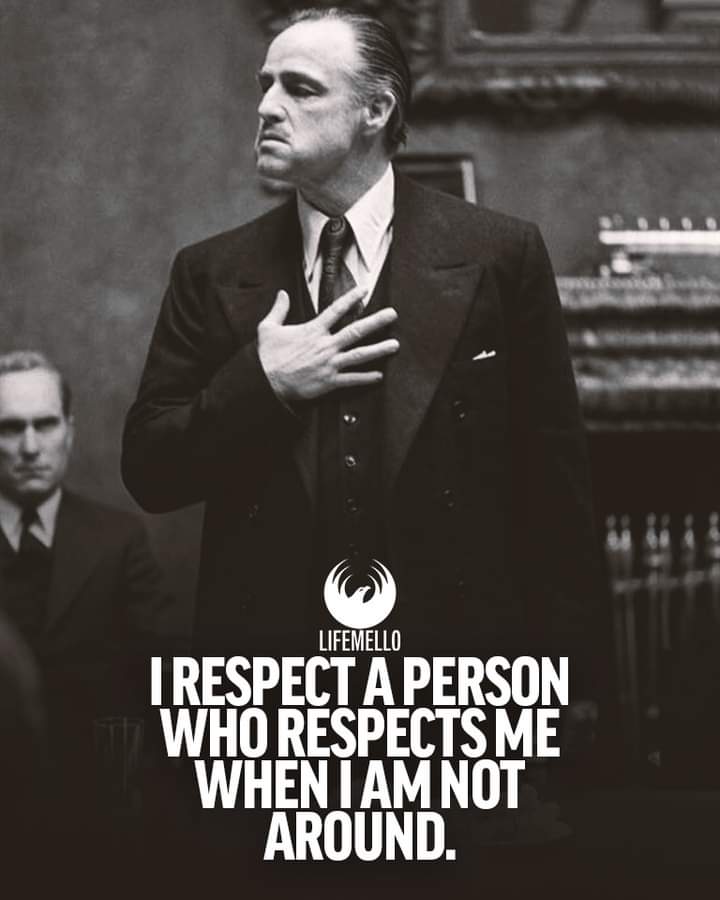 LIFEMELLO
I RESPECT A PERSON
WHO RESPECTS ME
WHEN I AM NOT
AROUND.